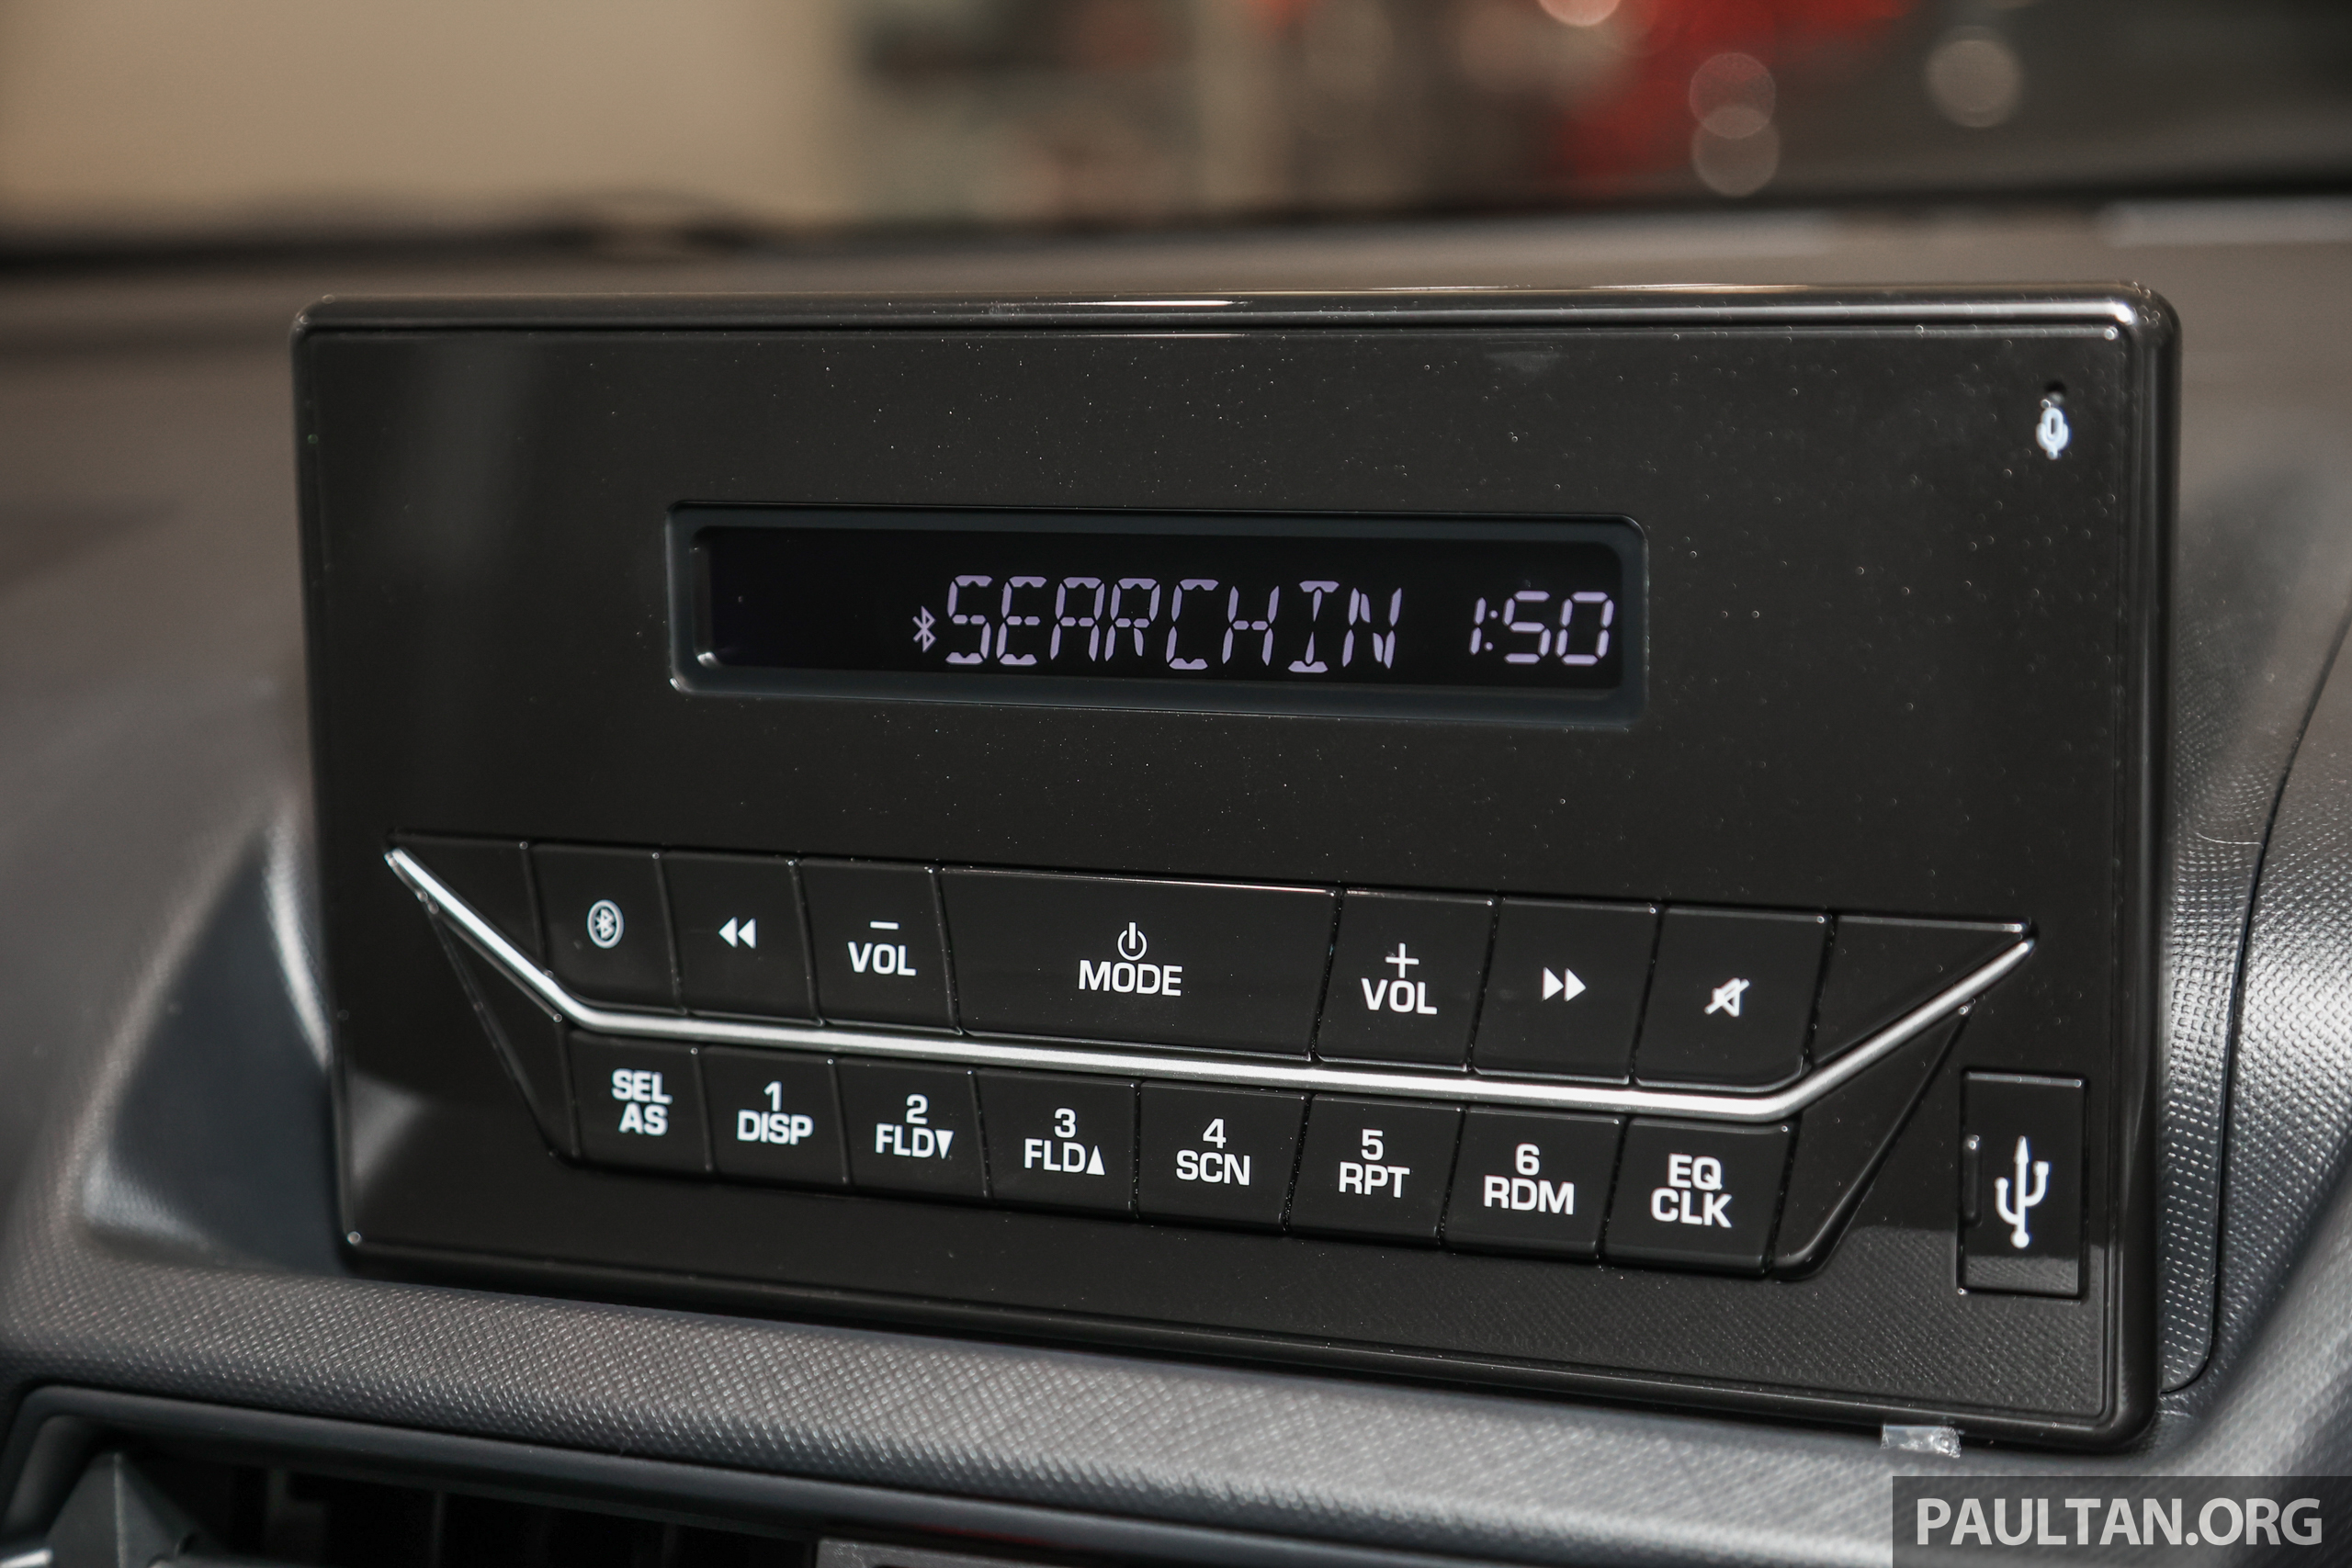 SEARCHIN 1:50
VOL
MODE
VOL
SEL
AS
1
DISP
2
FLD▼
3
FLD▲
4
SCN
5
RPT
6
RDM
EQ
CLK
PAULTAN.ORG